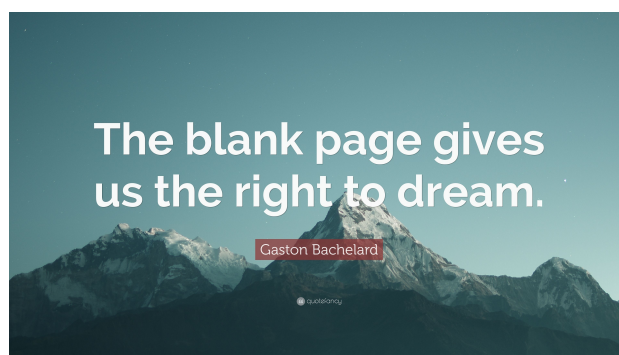 The blank page gives
us the right to dream.
Gaston Bachelard
quotefancy